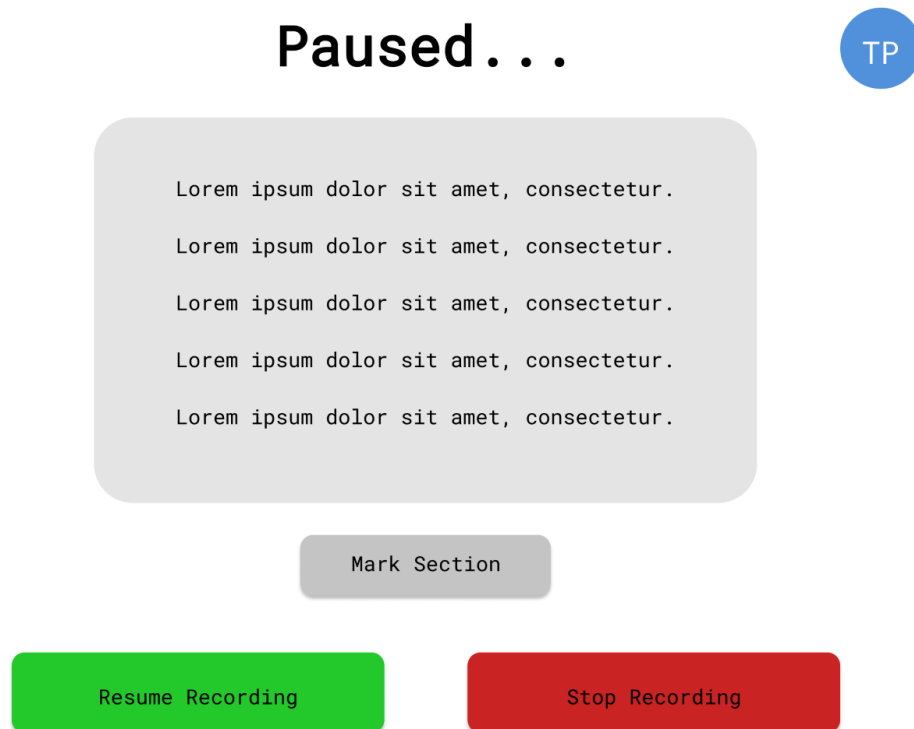 Paused...
TP
Lorem ipsum dolor sit amet, consectetur.
Lorem ipsum dolor sit amet, consectetur.
Lorem ipsum dolor sit amet, consectetur.
Lorem ipsum dolor sit amet, consectetur.
Lorem ipsum dolor sit amet, consectetur.
Mark Section
Resume Recording
Stop Recording